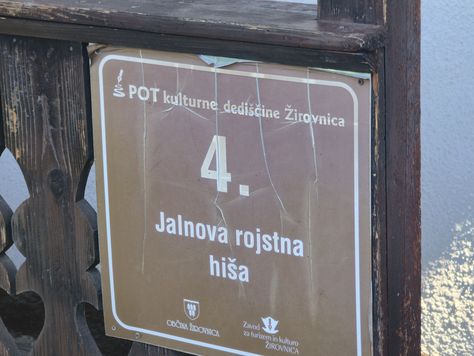 POT kulturne dediščine Žirovnica
4.
Jalnova rojstna
hiša
OBČINA ŽIROVNICA
Zavod
za turizem in kulturo
ŽIROVNICA